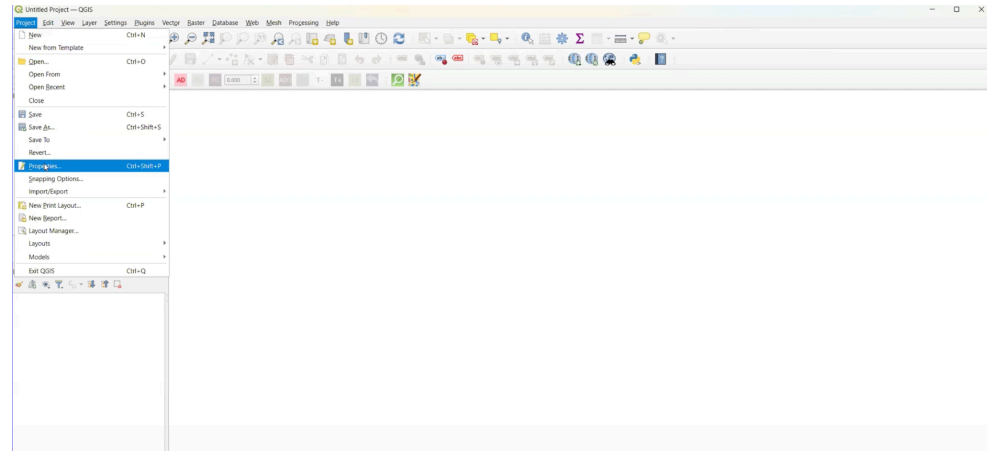 Untitled Project — QGIS
Project Edit View Layer Settings Plugins Vector Raster Database Web Mesh Processing Help
New Ctrl+N
New from Template
Open... Ctrl+O
Open From
Open Recent
Close
Save Ctrl+S
Save As... Ctrl+Shift+S
Save To
Revert...
Properties... Ctrl+Shift+P
Snapping Options...
Import/Export
New Print Layout... Ctrl+P
New Report...
Layout Manager...
Layouts
Models
Exit QGIS Ctrl+Q
AD
0.000